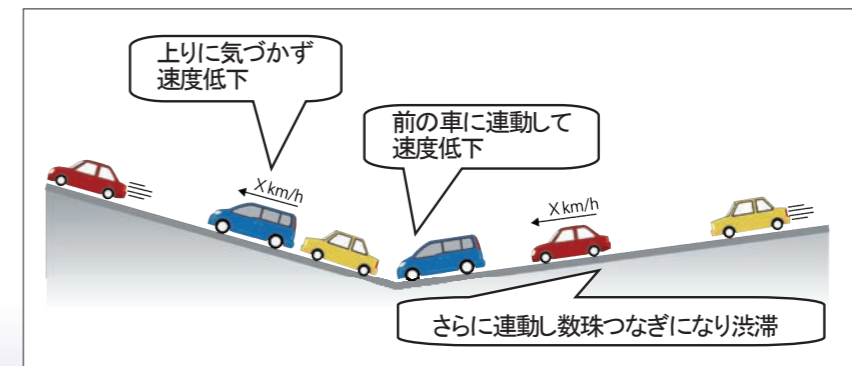 上りに気づかず
速度低下
前の車に連動して
速度低下
X km/h
X km/h
さらに連動し数珠つなぎになり渋滞